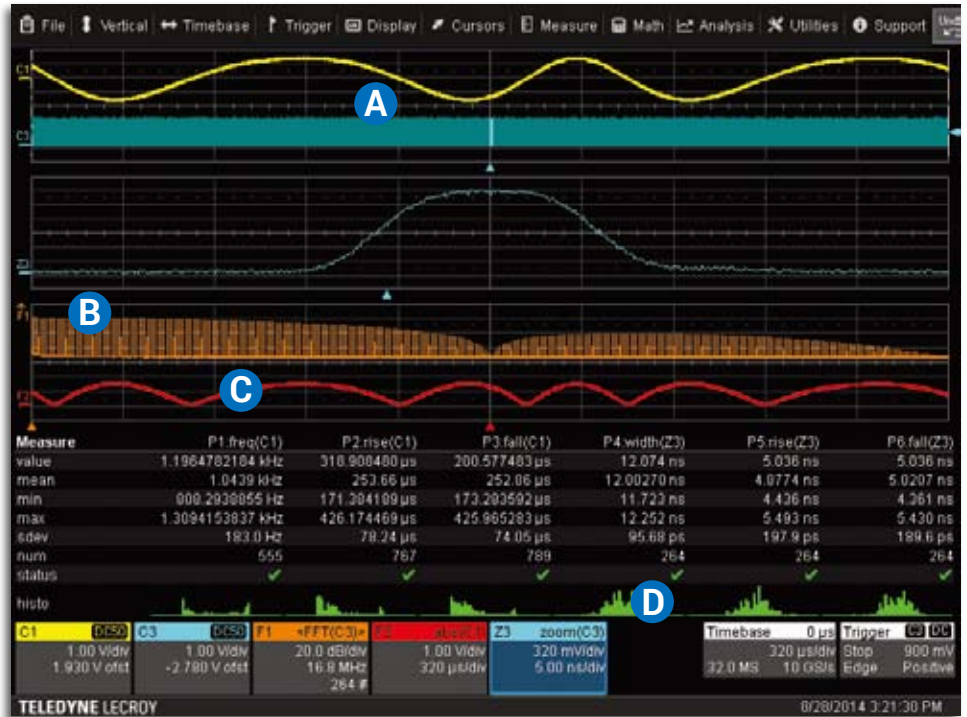 File Vertical Timebase Trigger Display Cursors Measure Math Analysis Utilities Support
C1
A
C3
Z3
B
F1
C
F2
Measure P1:freq(C1) P2:rise(C1) P3:fall(C1) P4:width(Z3) P5:rise(Z3) P6:fall(Z3)
value 1.1964782184 kHz 318.908480 µs 200.577483 µs 12.074 ns 5.036 ns 5.036 ns
mean 1.0439 kHz 253.66 µs 252.06 µs 12.00270 ns 4.8774 ns 5.0207 ns
min 171.384189 µs 173.283592 µs 11.723 ns 4.436 ns 4.361 ns
max 1.3094153837 kHz 426.174469 µs 425.965283 µs 12.252 ns 5.493 ns 5.430 ns
sdev 183.0 Hz 78.24 µs 74.05 µs 95.68 ps 197.9 ps 189.6 ps
num 555 767 789 264 264 264
status
histo D
C1 DC50 C3 DC50 F1 FFT(C3) F2 abs(C1) Z3 zoom(C3) Timebase 0 µs Trigger C3 DC
1.00 V/div 1.00 V/div 20.0 dB/div 1.00 V/div 320 mV/div 320 µs/div Stop 900 mV
1.930 V ofst -2.780 V ofst 16.8 MHz 320 µs/div 5.00 ns/div 32.0 MS 10 GS/s Edge Positive
264 #
TELEDYNE LECROY 8/28/2014 3:21:30 PM